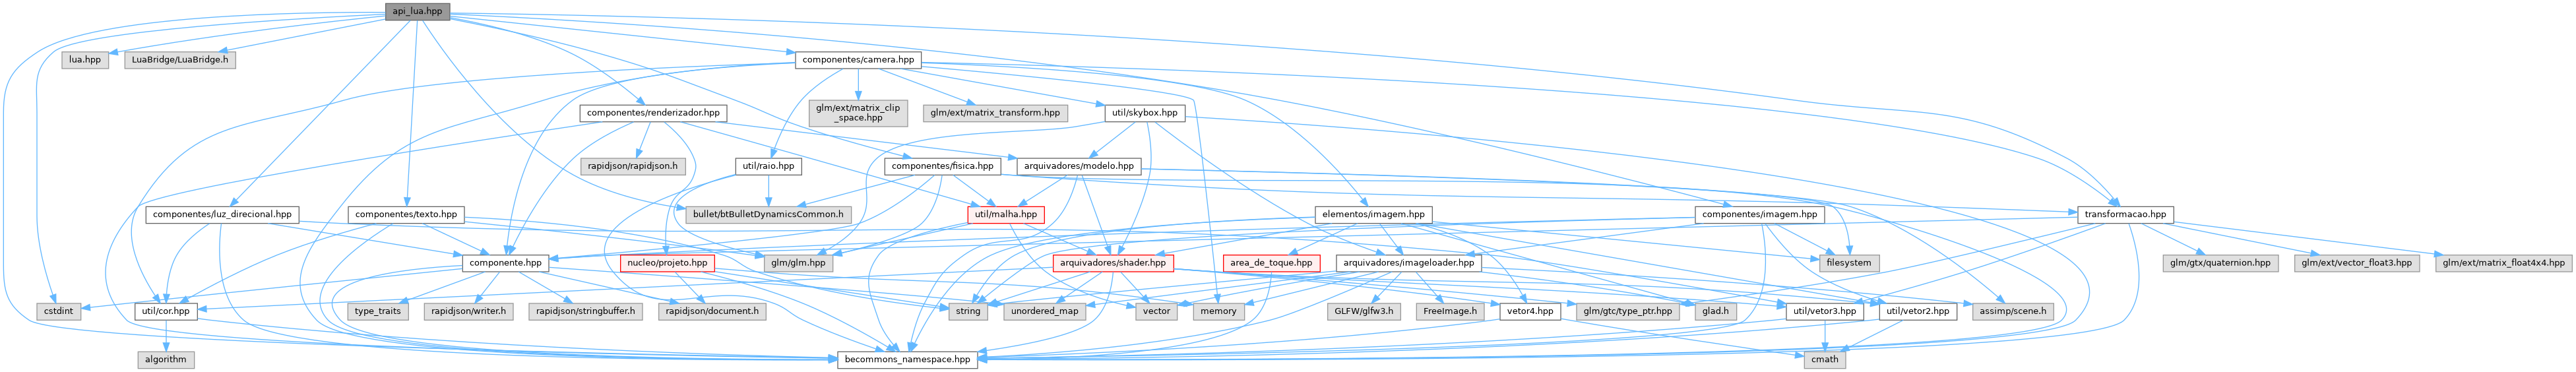 api_lua.hpp
lua.hpp
LuaBridge/LuaBridge.h
componentes/camera.hpp
componentes/renderizador.hpp
glm/ext/matrix_clip
_space.hpp
glm/ext/matrix_transform.hpp
util/skybox.hpp
rapidjson/rapidjson.h
util/raio.hpp
componentes/fisica.hpp
arquivadores/modelo.hpp
componentes/luz_direcional.hpp
componentes/texto.hpp
bullet/btBulletDynamicsCommon.h
util/malha.hpp
elementos/imagem.hpp
componentes/imagem.hpp
transformacao.hpp
componente.hpp
nucleo/projeto.hpp
glm/glm.hpp
arquivadores/shader.hpp
area_de_toque.hpp
arquivadores/imageloader.hpp
filesystem
glm/gtx/quaternion.hpp
glm/ext/vector_float3.hpp
glm/ext/matrix_float4x4.hpp
cstdint
util/cor.hpp
type_traits
rapidjson/writer.h
rapidjson/stringbuffer.h
rapidjson/document.h
string
unordered_map
vector
memory
GLFW/glfw3.h
FreeImage.h
vetor4.hpp
glm/gtc/type_ptr.hpp
glad.h
util/vetor3.hpp
util/vetor2.hpp
assimp/scene.h
algorithm
becommons_namespace.hpp
cmath